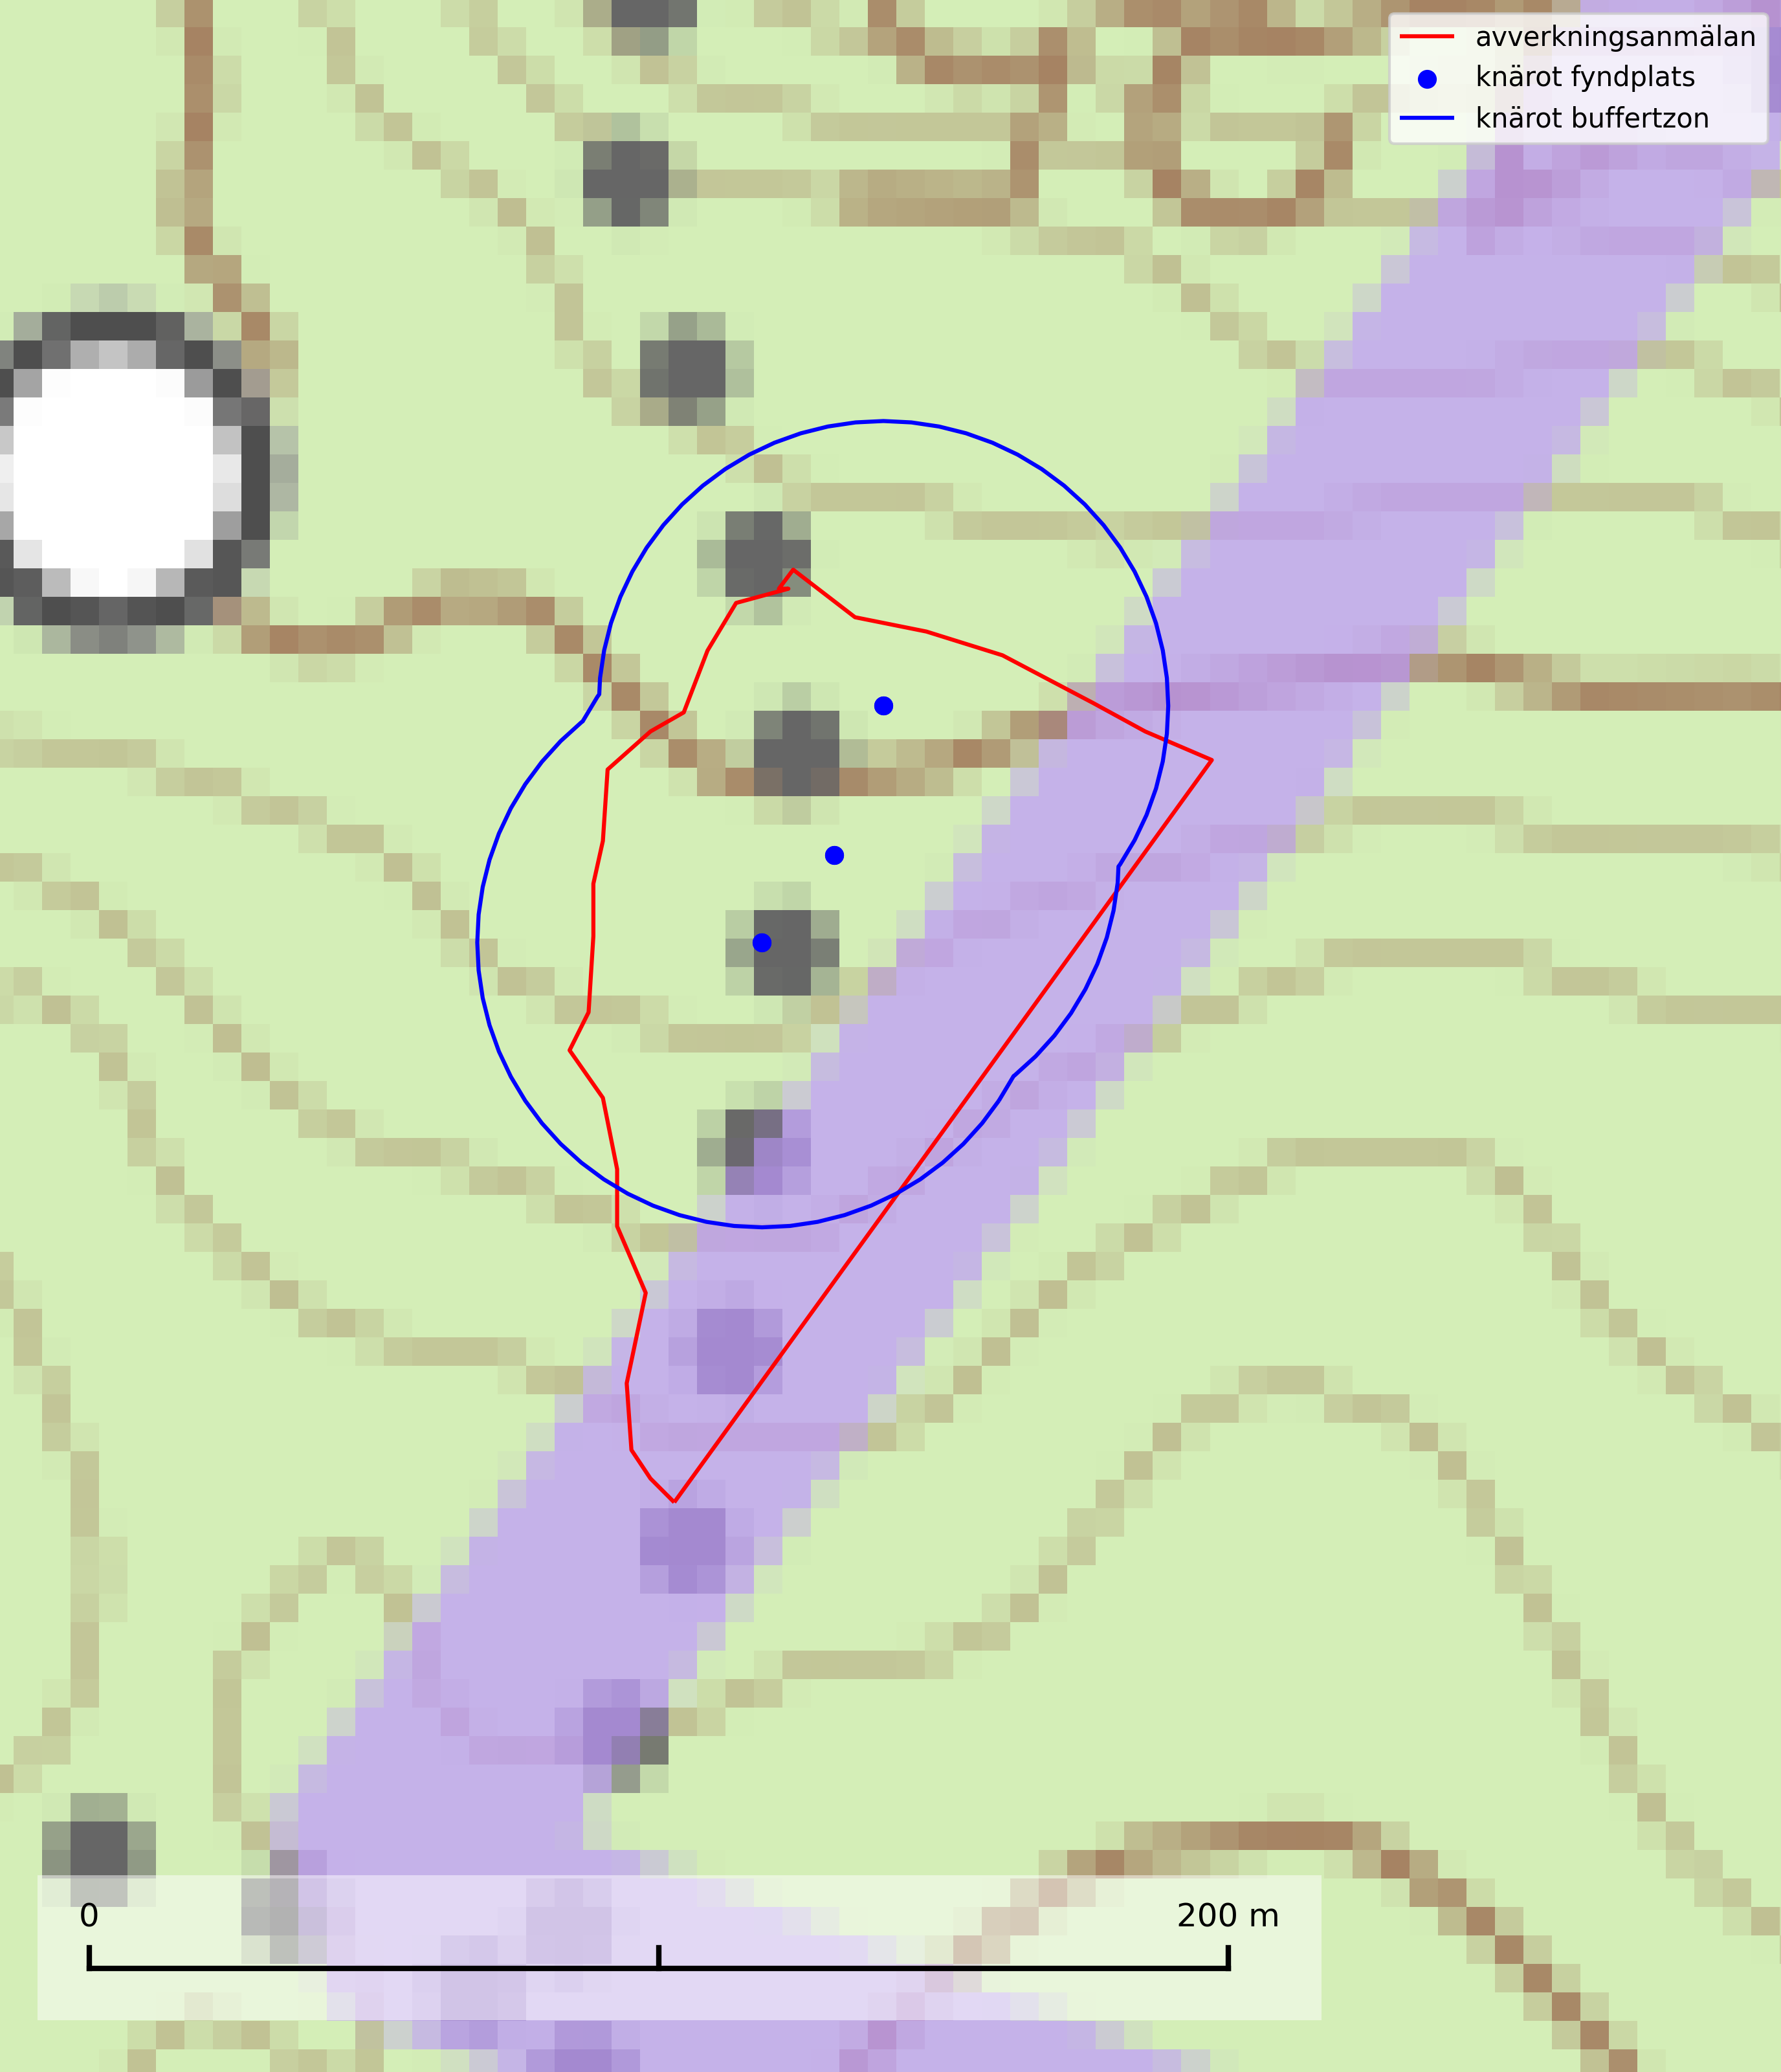 avverkningsanmälan
knärot fyndplats
knärot buffertzon
0 200 m